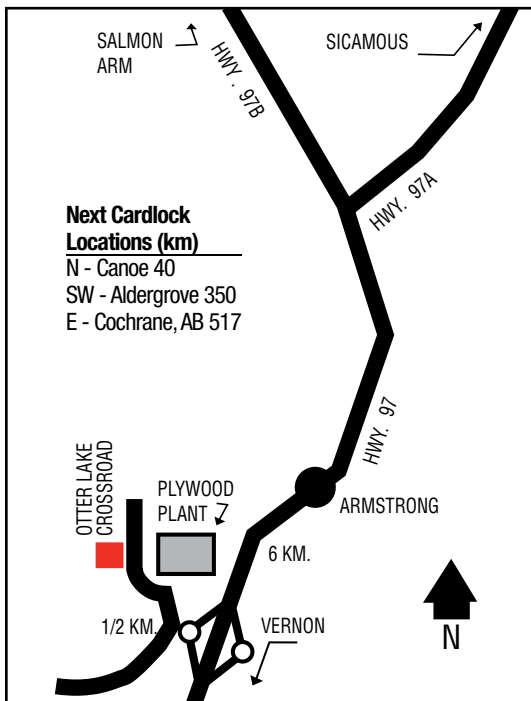 SALMON
ARM
HWY . 97B
SICAMOUS
HWY. 97A
Next Cardlock
Locations (km)
N - Canoe 40
SW - Aldergrove 350
E - Cochrane, AB 517
HWY. 97
OTTER LAKE
CROSSROAD
PLYWOOD
PLANT
ARMSTRONG
6 KM.
1/2 KM.
VERNON
N